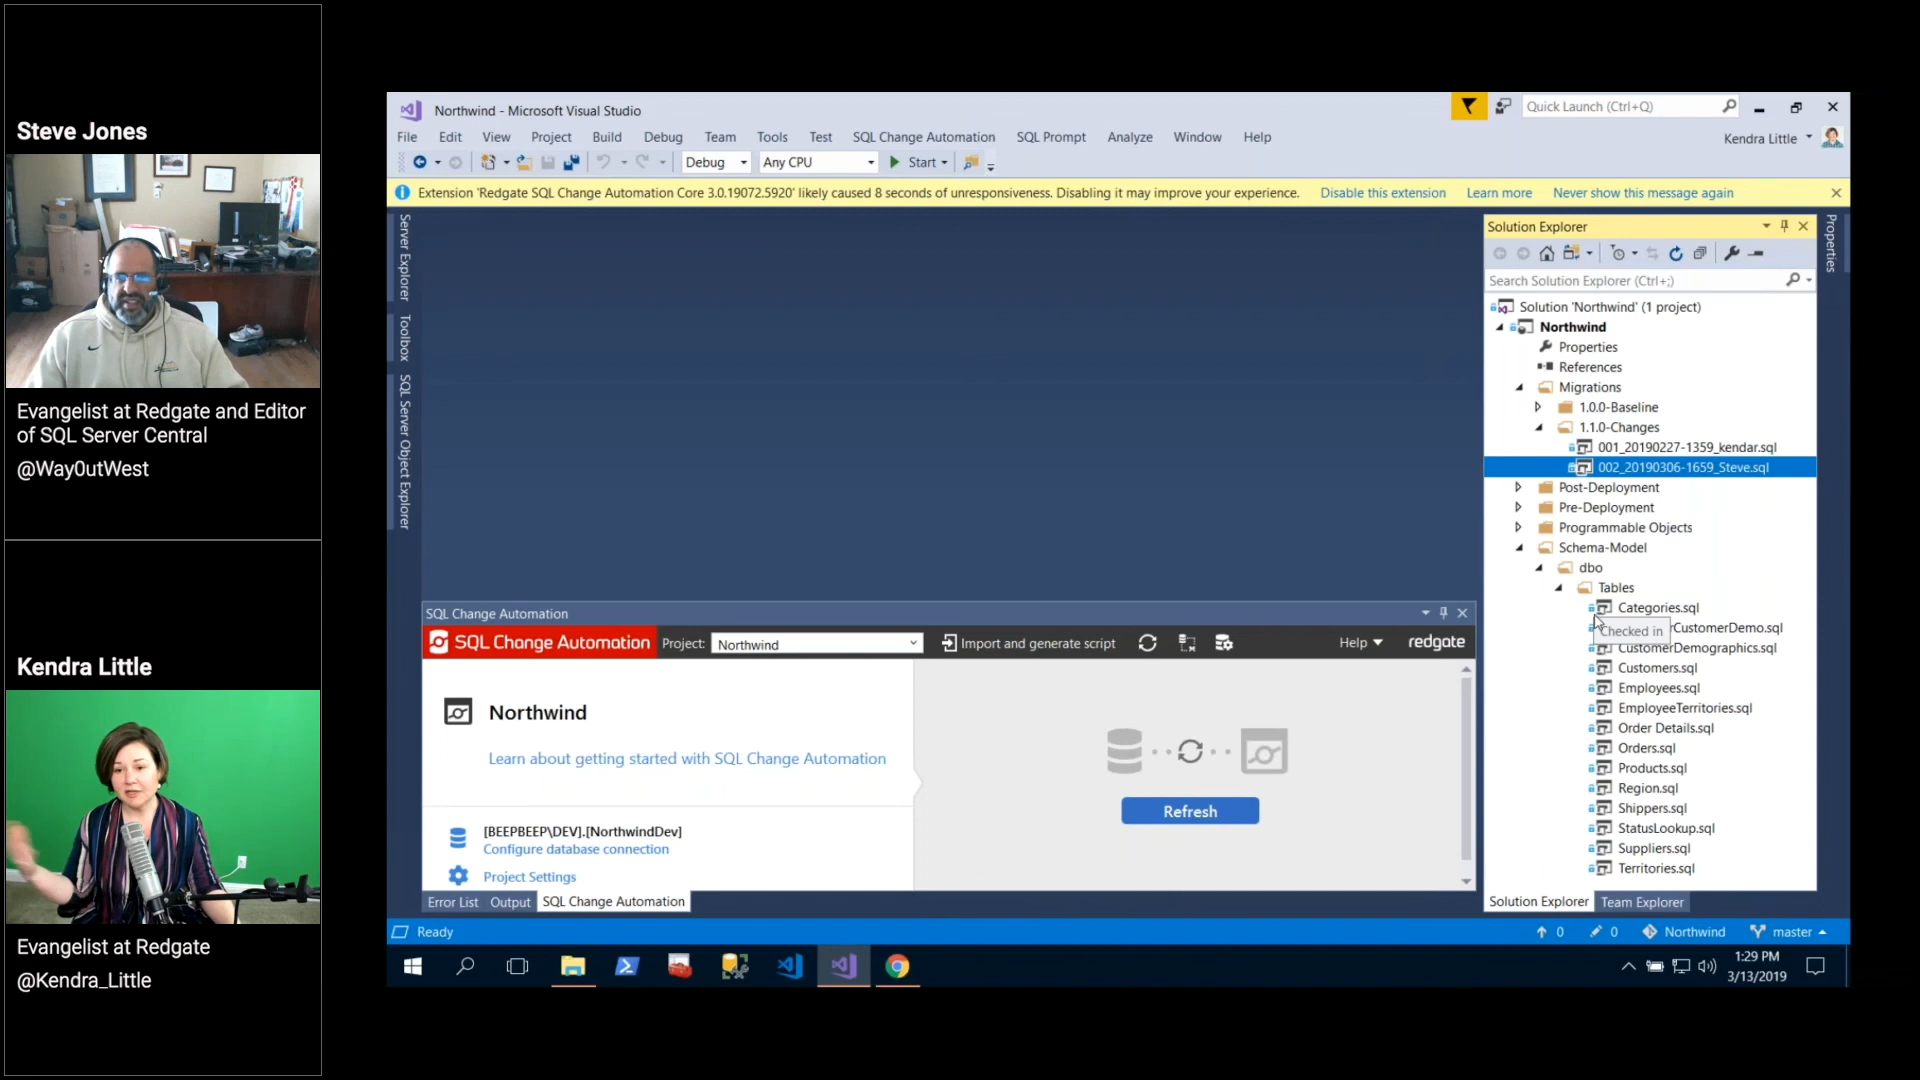 Steve Jones
Evangelist at Redgate and Editor
of SQL Server Central
@Way0utWest
Kendra Little
Evangelist at Redgate
@Kendra_Little
Northwind - Microsoft Visual Studio
Quick Launch (Ctrl+Q)
File Edit View Project Build Debug Team Tools Test SQL Change Automation SQL Prompt Analyze Window Help
Kendra Little
Debug Any CPU Start
Extension 'Redgate SQL Change Automation Core 3.0.19072.5920' likely caused 8 seconds of unresponsiveness. Disabling it may improve your experience. Disable this extension Learn more Never show this message again
Server Explorer
Toolbox
SQL Server Object Explorer
Solution Explorer
Properties
Search Solution Explorer (Ctrl+;)
Solution 'Northwind' (1 project)
Northwind
Properties
References
Migrations
1.0.0-Baseline
1.1.0-Changes
001_20190227-1359_kendar.sql
002_20190306-1659_Steve.sql
Post-Deployment
Pre-Deployment
Programmable Objects
Schema-Model
dbo
Tables
Categories.sql
Checked in
rCustomerDemo.sql
CustomerDemographics.sql
Customers.sql
Employees.sql
EmployeeTerritories.sql
Order Details.sql
Orders.sql
Products.sql
Region.sql
Shippers.sql
StatusLookup.sql
Suppliers.sql
Territories.sql
Solution Explorer Team Explorer
SQL Change Automation
SQL Change Automation Project: Northwind Import and generate script Help redgate
Northwind
Learn about getting started with SQL Change Automation
[BEEPBEEP\DEV].[NorthwindDev]
Configure database connection
Project Settings
Refresh
Error List Output SQL Change Automation
Ready
0 0 Northwind master
1:29 PM
3/13/2019